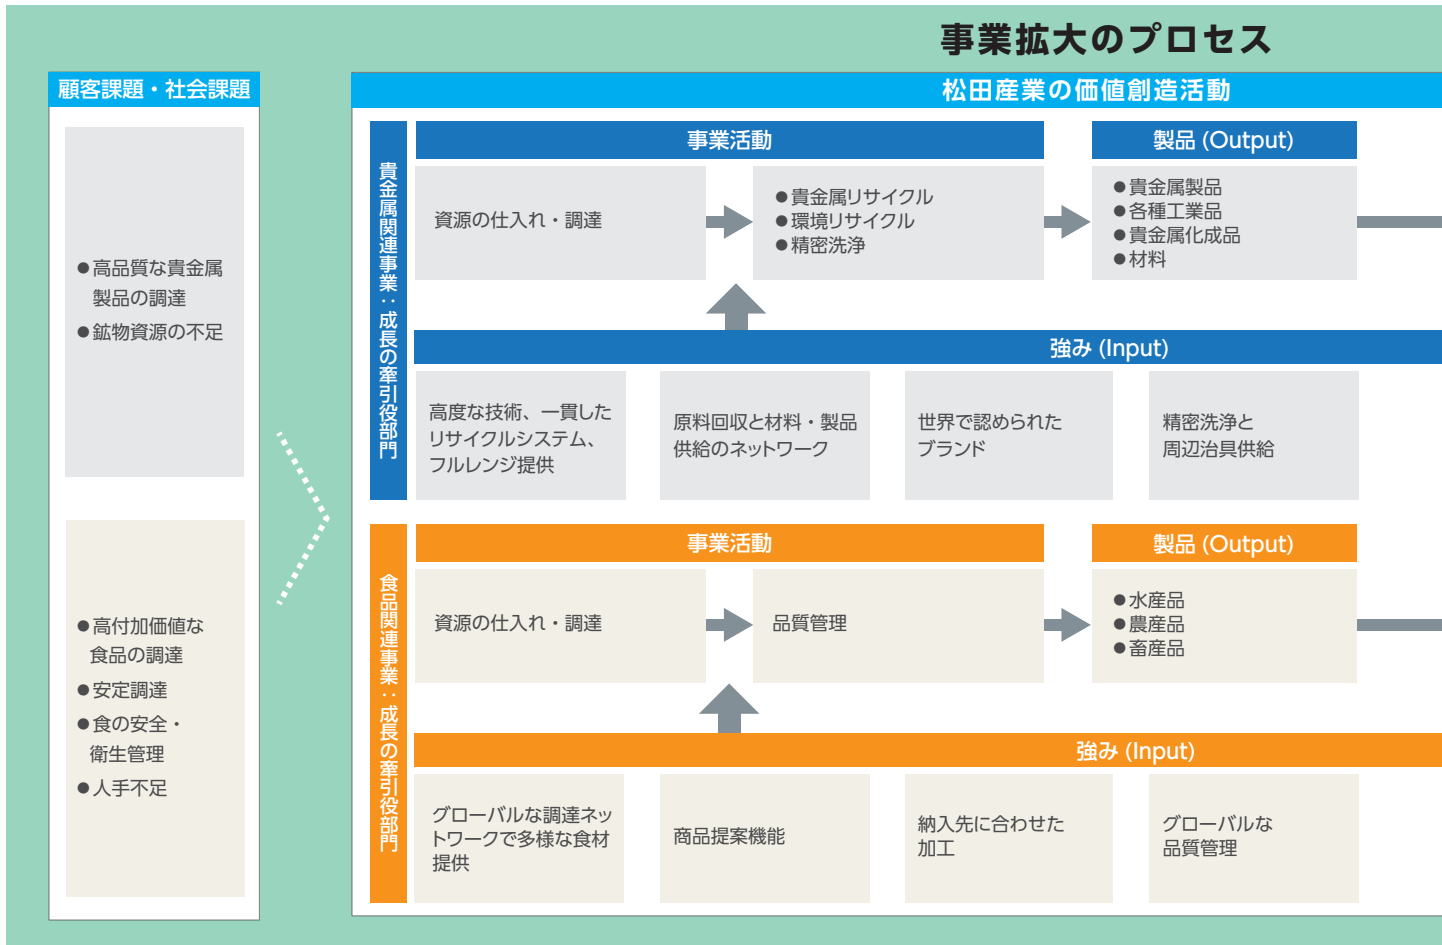 事業拡大のプロセス
顧客課題・社会課題
●高品質な貴金属
製品の調達
●鉱物資源の不足
●高付加価値な
食品の調達
●安定調達
●食の安全・
衛生管理
●人手不足
松田産業の価値創造活動
貴金属関連事業：成長の牽引役部門
事業活動
資源の仕入れ・調達
●貴金属リサイクル
●環境リサイクル
●精密洗浄
製品 (Output)
●貴金属製品
●各種工業品
●貴金属化成品
●材料
強み (Input)
高度な技術、一貫した
リサイクルシステム、
フルレンジ提供
原料回収と材料・製品
供給のネットワーク
世界で認められた
ブランド
精密洗浄と
周辺治具供給
食品関連事業：成長の牽引役部門
事業活動
資源の仕入れ・調達
品質管理
製品 (Output)
●水産品
●農産品
●畜産品
強み (Input)
グローバルな調達ネッ
トワークで多様な食材
提供
商品提案機能
納入先に合わせた
加工
グローバルな
品質管理